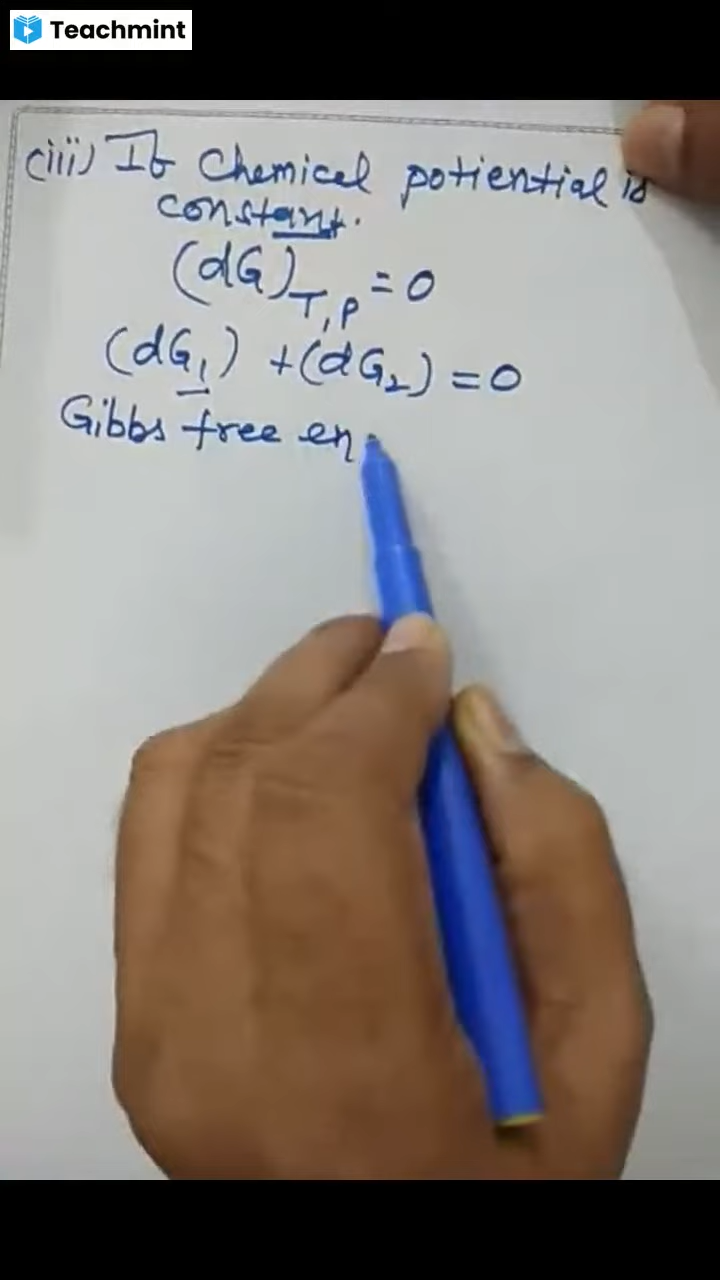 Teachmint
(iii) If Chemical potiential is
constant.
(dG)T,P = 0
(dG1) + (dG2) = 0
Gibbs free en